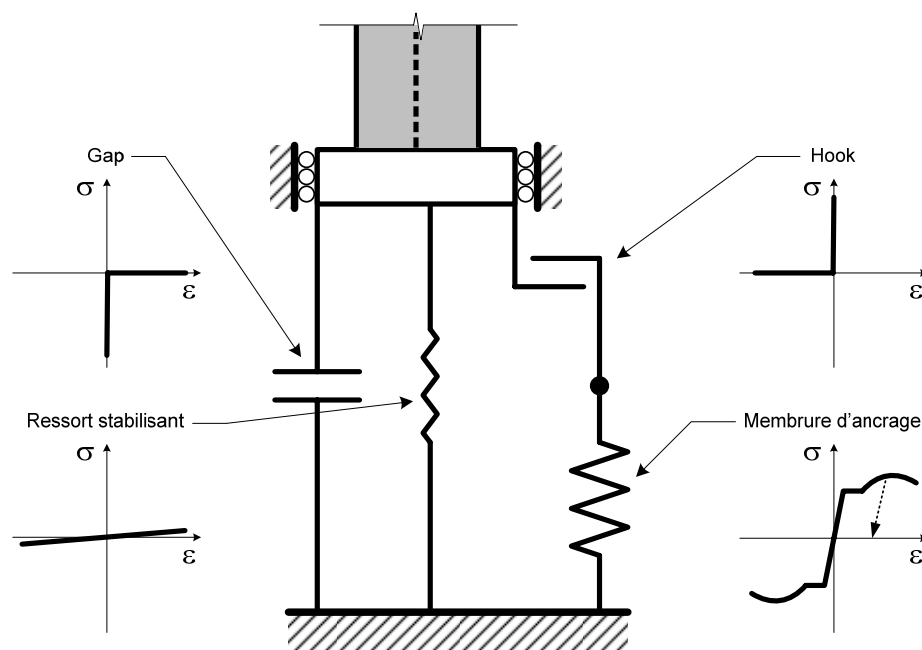 Gap
Hook
σ
σ
ε
ε
Ressort stabilisant
Membrure d'ancrage
σ
σ
ε
ε